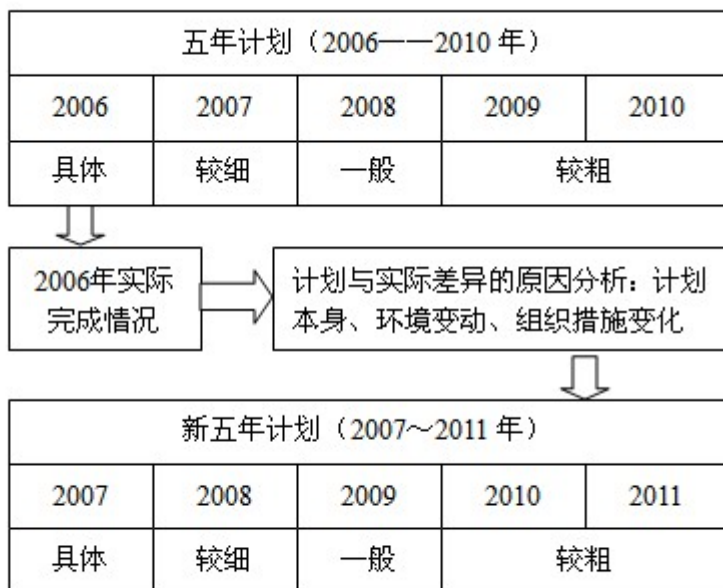 五年计划（2006——2010 年）
2006 2007 2008 2009 2010
具体 较细 一般 较粗
2006年实际
完成情况
计划与实际差异的原因分析：计划
本身、环境变动、组织措施变化
新五年计划（2007～2011 年）
2007 2008 2009 2010 2011
具体 较细 一般 较粗